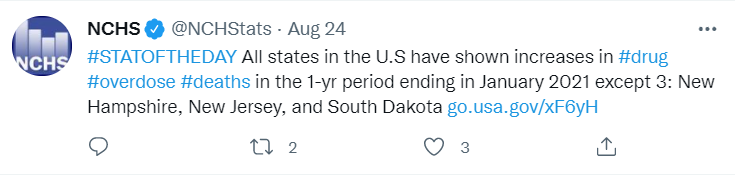 NCHS @NCHStats · Aug 24
#STATOFTHEDAY All states in the U.S have shown increases in #drug
#overdose #deaths in the 1-yr period ending in January 2021 except 3: New
Hampshire, New Jersey, and South Dakota go.usa.gov/xF6yH
2 3
NCHS